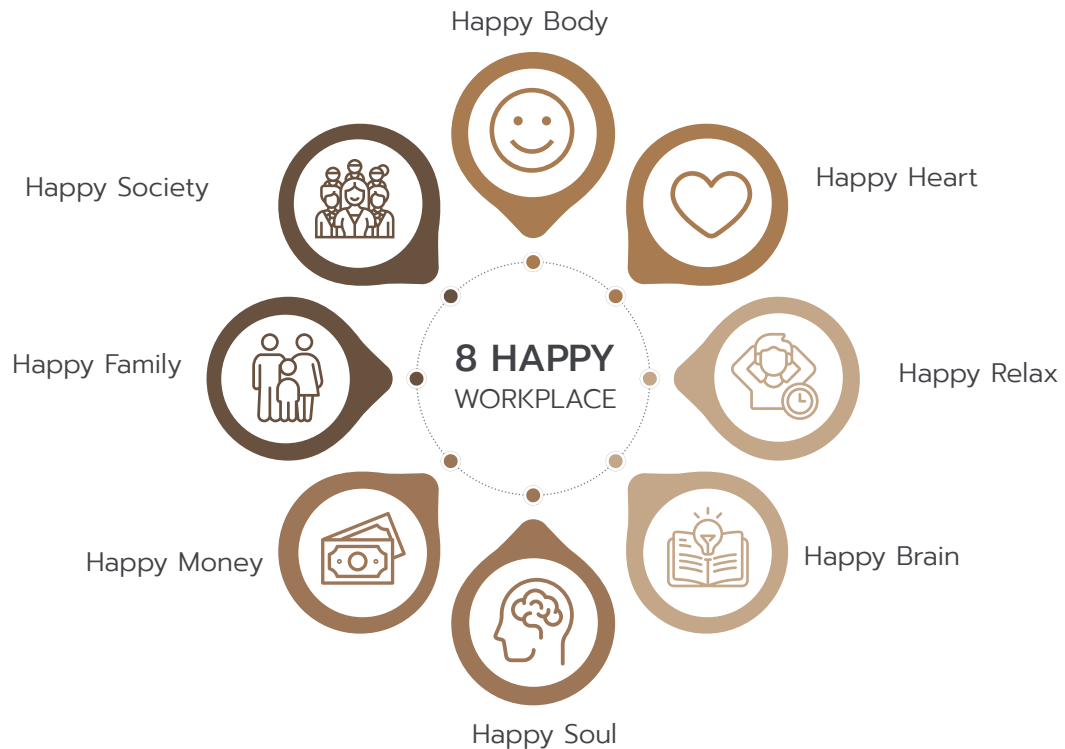 Happy Body
Happy Heart
Happy Society
Happy Relax
Happy Family
8 HAPPY
WORKPLACE
Happy Brain
Happy Money
Happy Soul